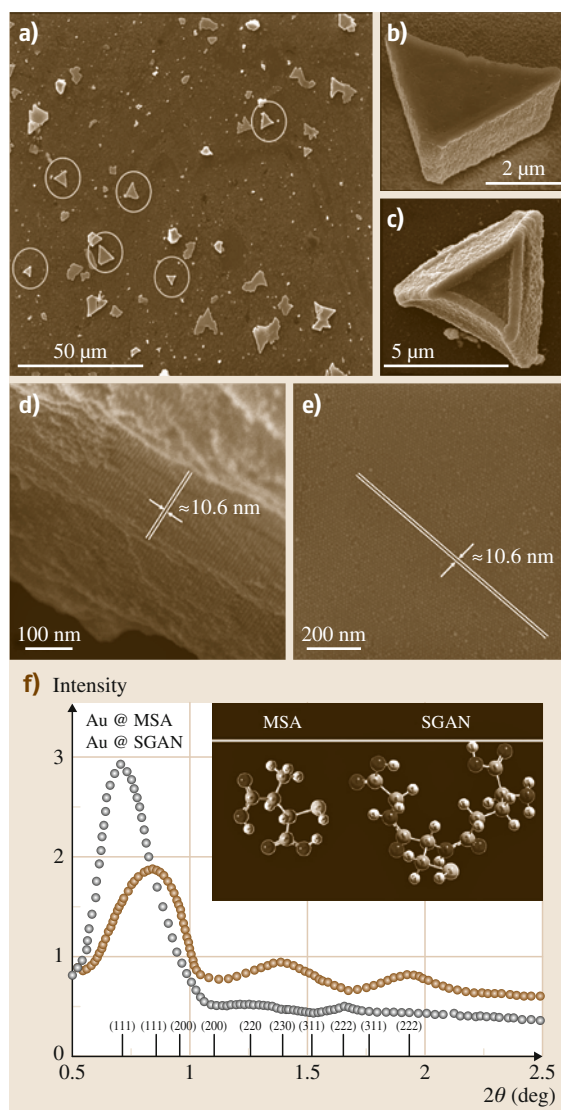 a)
50 µm
b)
2 µm
c)
5 µm
d)
≈10.6 nm
100 nm
e)
≈10.6 nm
200 nm
f) Intensity
Au @ MSA
Au @ SGAN
MSA SGAN
3
2
1
0
(111) (111) (200) (200) (220) (230) (311) (222) (311) (222)
0.5 1 1.5 2 2.5
2θ (deg)